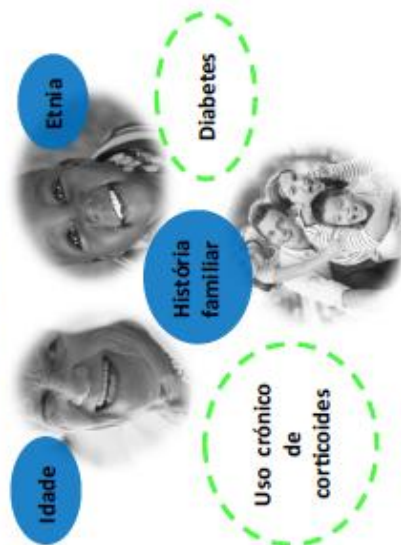 Idade
Etnia
História
familiar
Uso crónico
de
corticoides
Diabetes